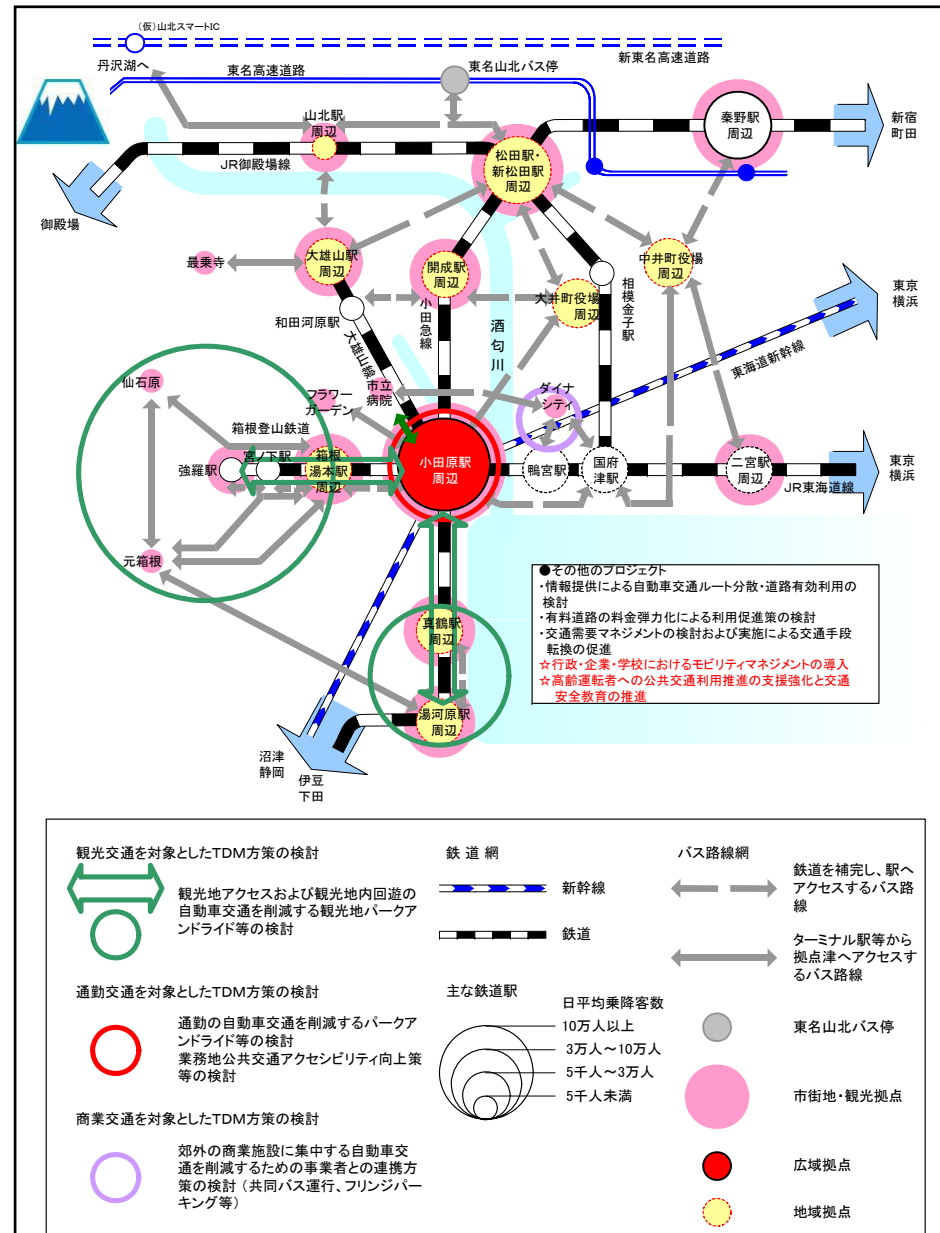 (仮)山北スマートIC
丹沢湖へ
東名高速道路
東名山北バス停
新東名高速道路
山北駅
周辺
秦野駅
周辺
新宿
町田
JR御殿場線
松田駅・
新松田駅
周辺
御殿場
最乗寺
大雄山駅
周辺
開成駅
周辺
中井町役場
周辺
大井町役場
周辺
相模金子駅
東京
横浜
和田河原駅
小田急線
酒匂川
大雄山線
東海道新幹線
仙石原
フラワー
ガーデン
市立
病院
ダイナ
シティ
箱根登山鉄道
強羅駅
宮ノ下駅
箱根
湯本駅
周辺
小田原駅
周辺
鴨宮駅
国府
津駅
二宮駅
周辺
東京
横浜
JR東海道線
元箱根
●その他のプロジェクト
・情報提供による自動車交通ルート分散・道路有効利用の
検討
・有料道路の料金弾力化による利用促進策の検討
・交通需要マネジメントの検討および実施による交通手段
転換の促進
☆行政・企業・学校におけるモビリティマネジメントの導入
☆高齢運転者への公共交通利用推進の支援強化と交通
安全教育の推進
真鶴駅
周辺
湯河原駅
周辺
沼津
静岡
伊豆
下田
観光交通を対象としたTDM方策の検討
観光地アクセスおよび観光地内回遊の
自動車交通を削減する観光地パークア
ンドライド等の検討
通勤交通を対象としたTDM方策の検討
通勤の自動車交通を削減するパークア
ンドライド等の検討
業務地公共交通アクセシビリティ向上策
等の検討
商業交通を対象としたTDM方策の検討
郊外の商業施設に集中する自動車交
通を削減するための事業者との連携方
策の検討（共同バス運行、フリンジパー
キング等）
鉄道網
新幹線
鉄道
主な鉄道駅
日平均乗降客数
10万人以上
3万人～10万人
5千人～3万人
5千人未満
バス路線網
鉄道を補完し、駅へ
アクセスするバス路
線
ターミナル駅等から
拠点津へアクセスす
るバス路線
東名山北バス停
市街地・観光拠点
広域拠点
地域拠点